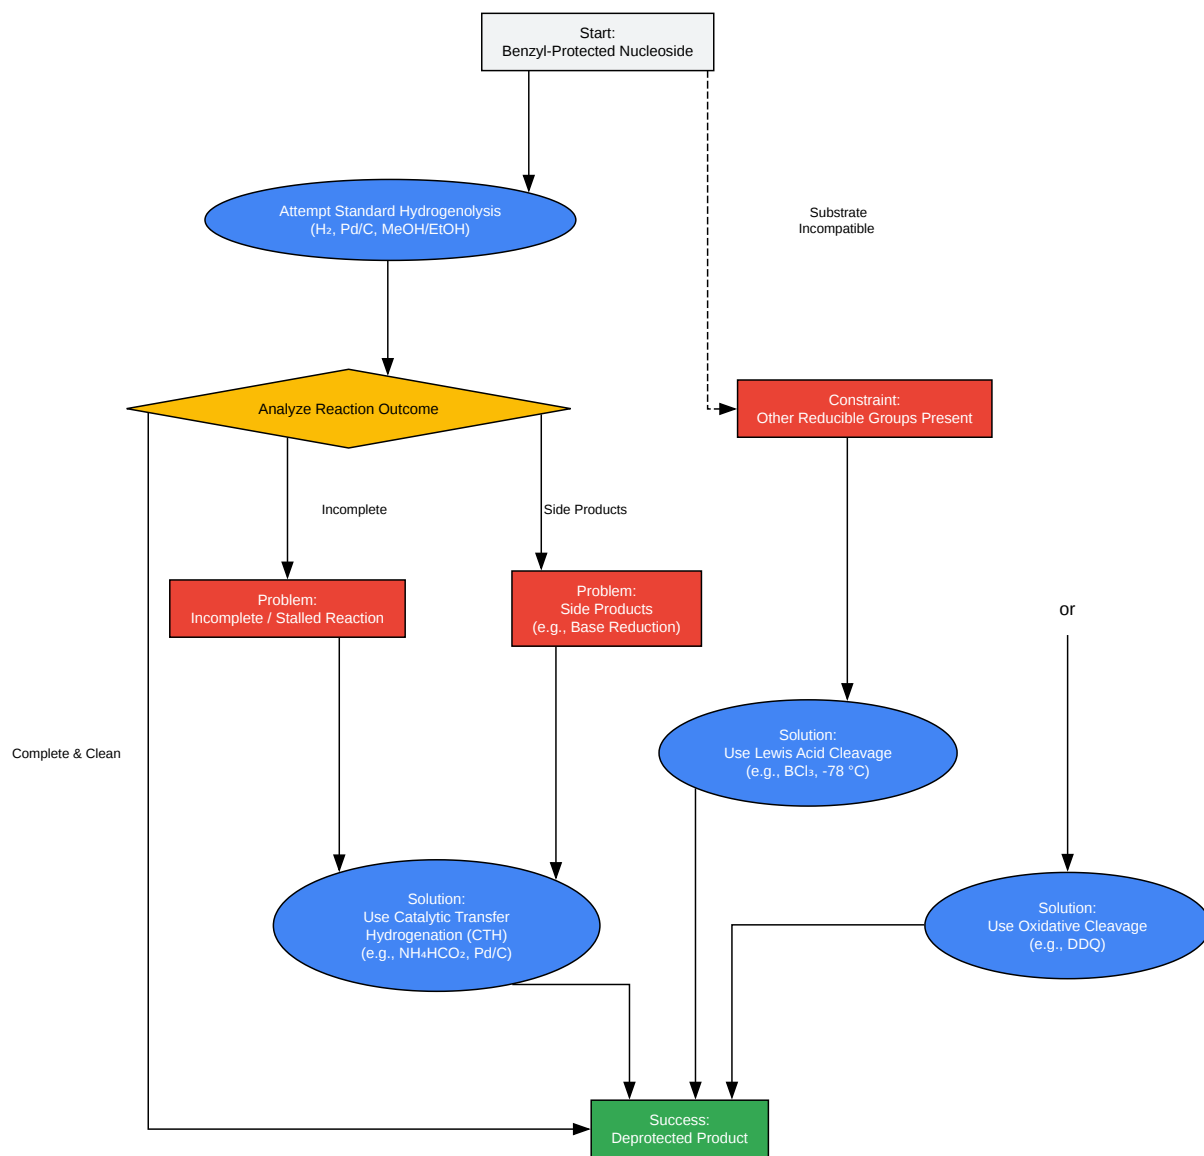 Start:
Benzyl-Protected Nucleoside
Attempt Standard Hydrogenolysis
(H₂, Pd/C, MeOH/EtOH)
Substrate
Incompatible
Analyze Reaction Outcome
Constraint:
Other Reducible Groups Present
Incomplete
Side Products
Problem:
Incomplete / Stalled Reaction
Problem:
Side Products
(e.g., Base Reduction)
or
Complete & Clean
Solution:
Use Lewis Acid Cleavage
(e.g., BCl₃, -78 °C)
Solution:
Use Catalytic Transfer
Hydrogenation (CTH)
(e.g., NH₄HCO₂, Pd/C)
Solution:
Use Oxidative Cleavage
(e.g., DDQ)
Success:
Deprotected Product